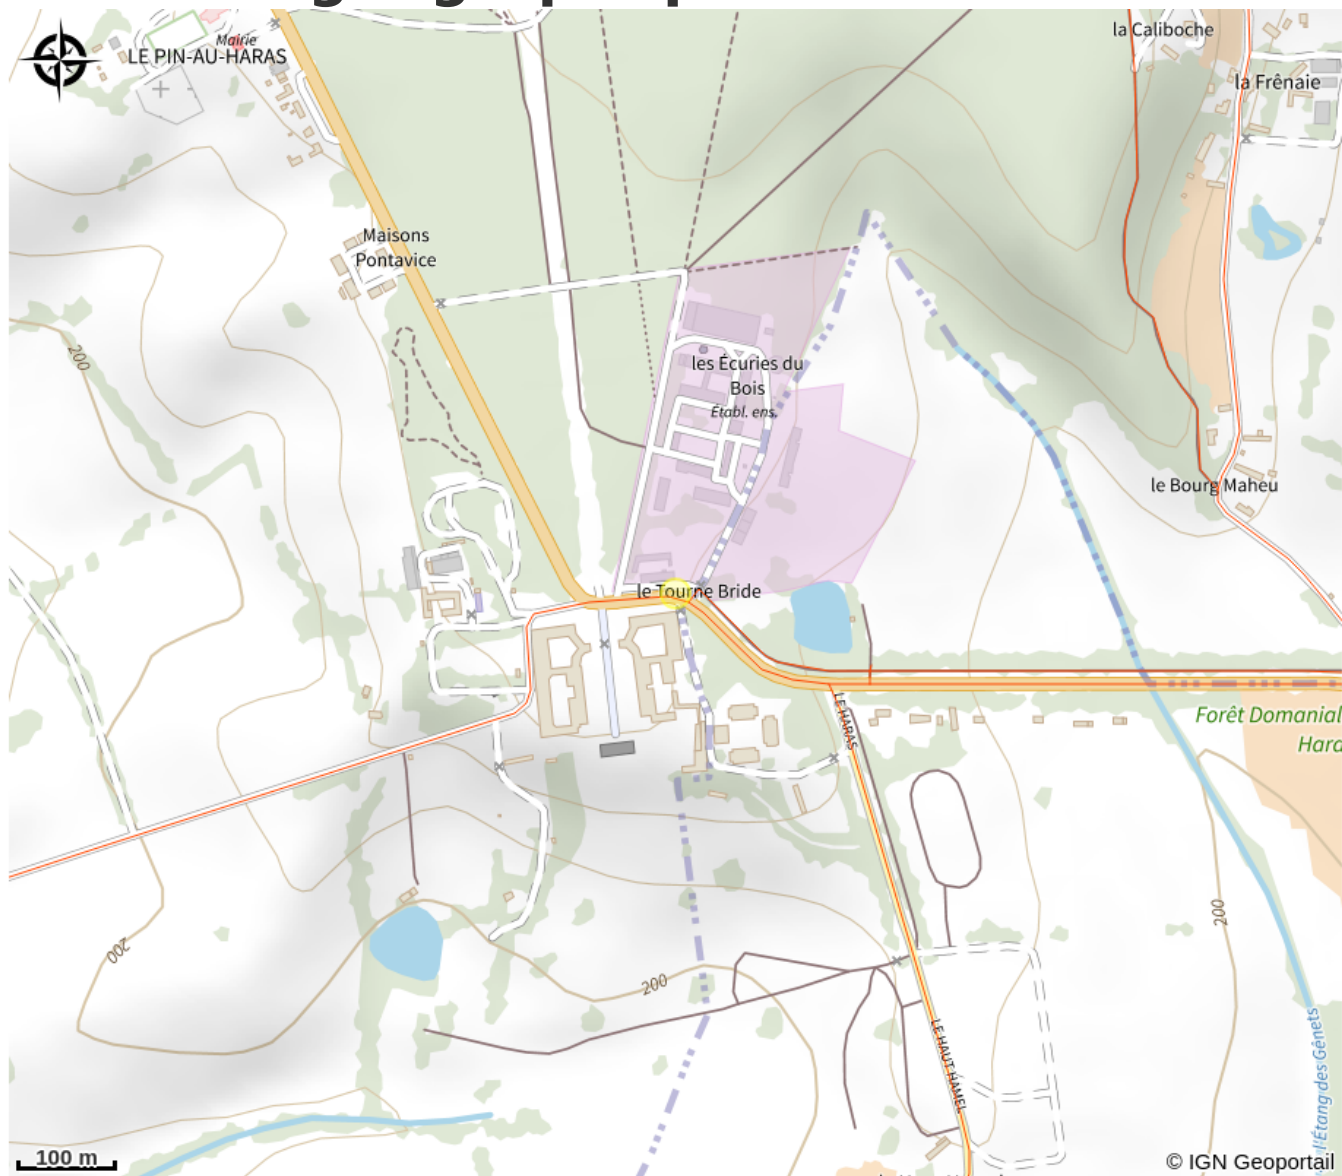 Mairie
LE PIN-AU-HARAS
la Caliboche
la Frênaie
Maisons
Pontavice
200
les Écuries du
Bois
Établ. ens.
le Bourg Maheu
le Tourne Bride
LE HARAS
Forêt Domanial
Hara
200
200
200
LE HAUT HAMEL
l'Étang des Gênets
100 m
© IGN Geoportail